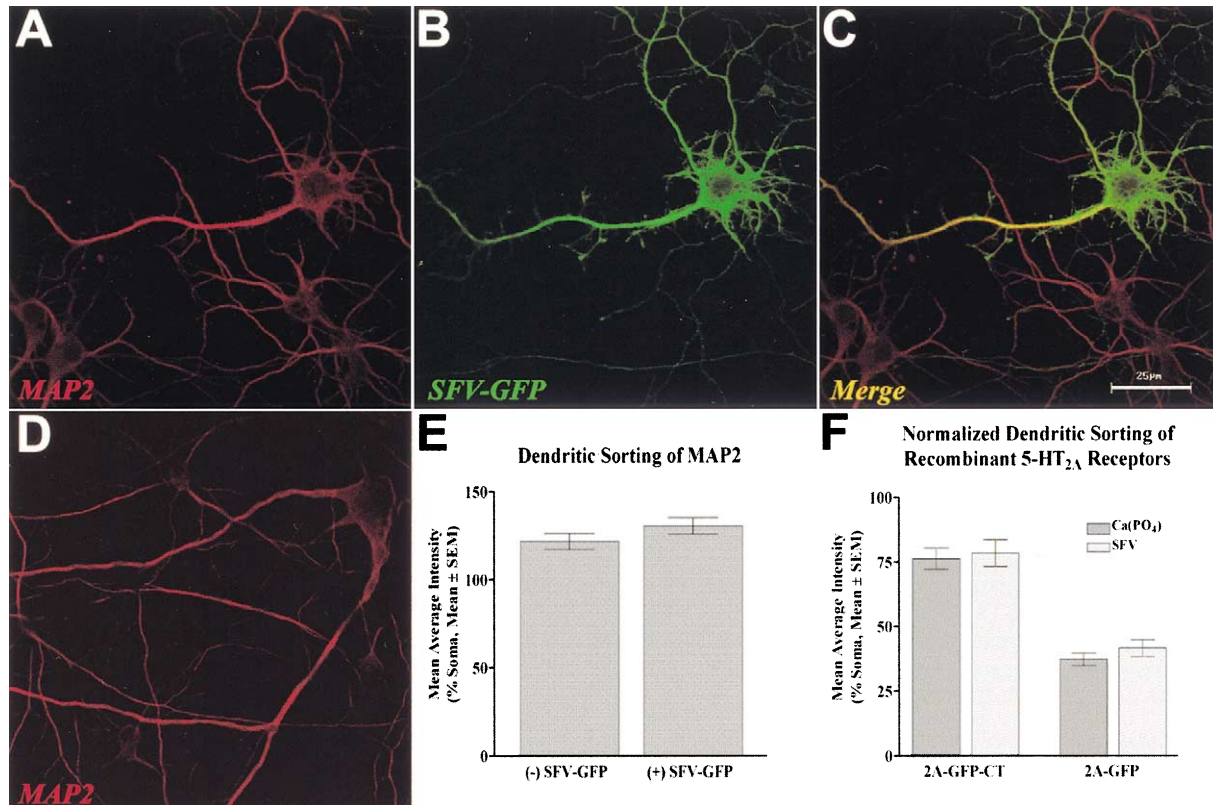 A
B
C
MAP2
SFV-GFP
Merge
25µm
D
MAP2
E
Dendritic Sorting of MAP2
Mean Average Intensity
(% Soma, Mean ± SEM)
150
100
50
0
(-) SFV-GFP
(+) SFV-GFP
F
Normalized Dendritic Sorting of
Recombinant 5-HT2A Receptors
Mean Average Intensity
(% Soma, Mean ± SEM)
100
75
50
25
0
Ca(PO4)
SFV
2A-GFP-CT
2A-GFP